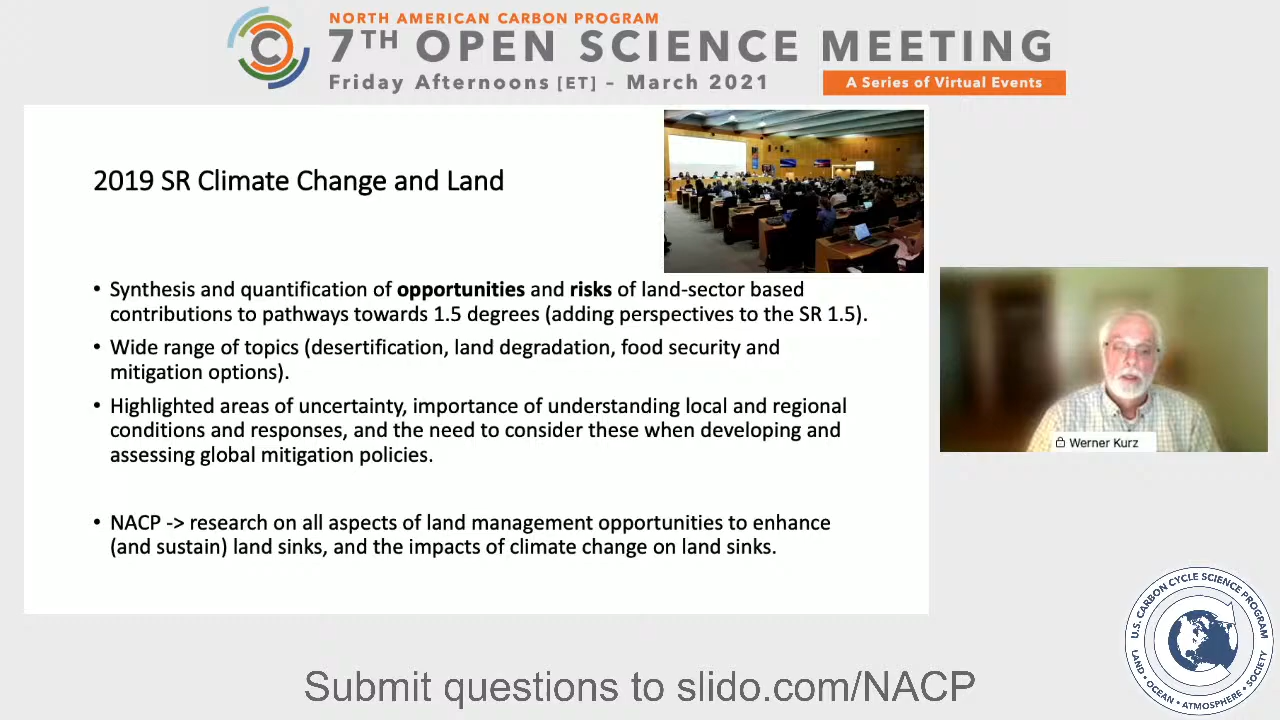 NORTH AMERICAN CARBON PROGRAM
7TH OPEN SCIENCE MEETING
Friday Afternoons [ET] – March 2021
A Series of Virtual Events
2019 SR Climate Change and Land
• Synthesis and quantification of opportunities and risks of land-sector based
contributions to pathways towards 1.5 degrees (adding perspectives to the SR 1.5).
• Wide range of topics (desertification, land degradation, food security and
mitigation options).
• Highlighted areas of uncertainty, importance of understanding local and regional
conditions and responses, and the need to consider these when developing and
assessing global mitigation policies.
• NACP -> research on all aspects of land management opportunities to enhance
(and sustain) land sinks, and the impacts of climate change on land sinks.
Werner Kurz
U.S. CARBON CYCLE SCIENCE PROGRAM
LAND • OCEAN • ATMOSPHERE • SOCIETY
Submit questions to slido.com/NACP